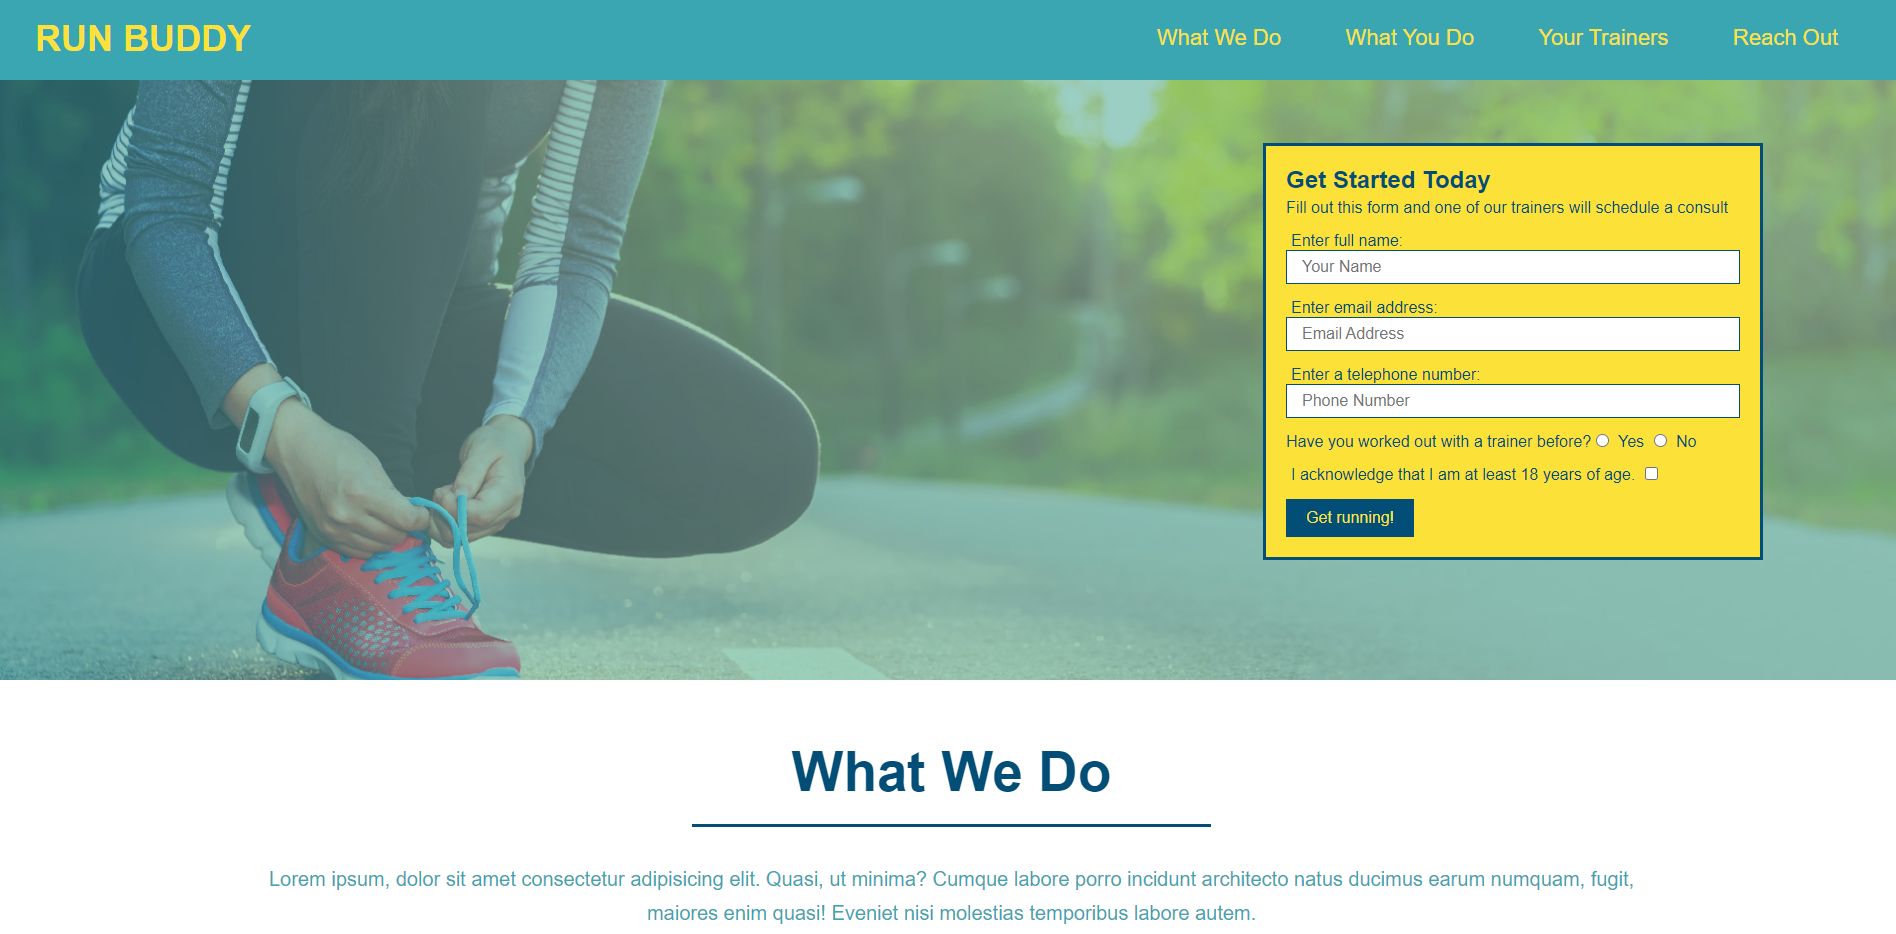 RUN BUDDY
What We Do
What You Do
Your Trainers
Reach Out
Get Started Today
Fill out this form and one of our trainers will schedule a consult
Enter full name:
Your Name
Enter email address:
Email Address
Enter a telephone number:
Phone Number
Have you worked out with a trainer before? Yes No
I acknowledge that I am at least 18 years of age.
Get running!
What We Do
Lorem ipsum, dolor sit amet consectetur adipisicing elit. Quasi, ut minima? Cumque labore porro incidunt architecto natus ducimus earum numquam, fugit,
maiores enim quasi! Eveniet nisi molestias temporibus labore autem.